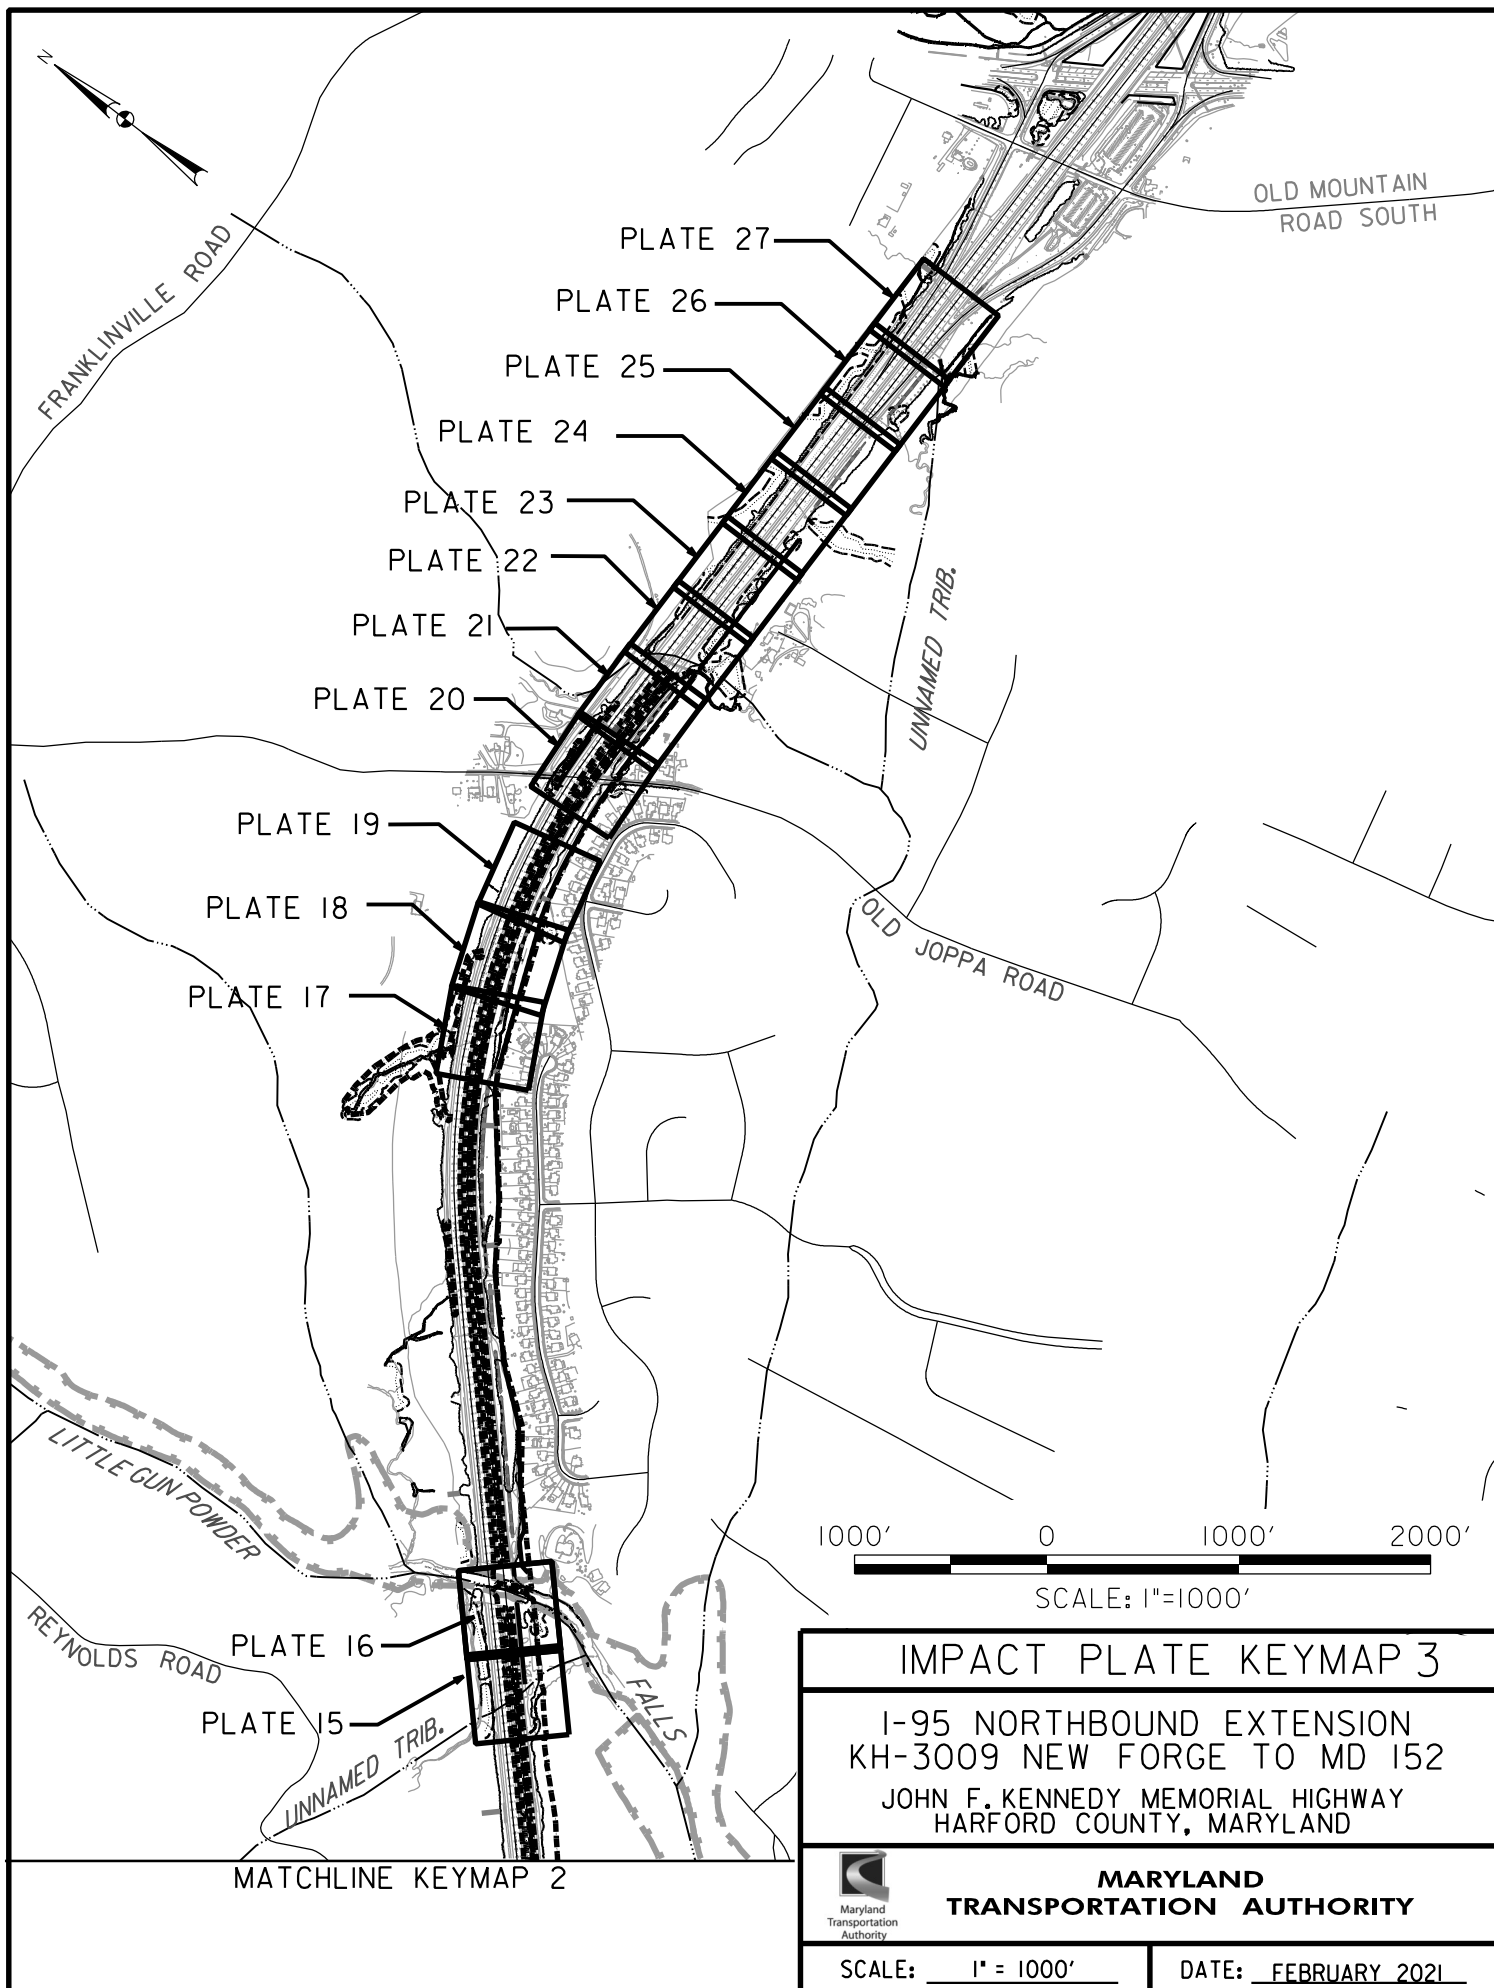 N
OLD MOUNTAIN
ROAD SOUTH
FRANKLINVILLE ROAD
PLATE 27
PLATE 26
PLATE 25
PLATE 24
PLATE 23
PLATE 22
PLATE 21
PLATE 20
UNNAMED TRIB.
PLATE 19
PLATE 18
PLATE 17
OLD JOPPA ROAD
LITTLE GUN POWDER
1000' 0 1000' 2000'
SCALE: 1"=1000'
REYNOLDS ROAD
PLATE 16
FALLS
PLATE 15
UNNAMED TRIB.
MATCHLINE KEYMAP 2
IMPACT PLATE KEYMAP 3
I-95 NORTHBOUND EXTENSION
KH-3009 NEW FORGE TO MD 152
JOHN F. KENNEDY MEMORIAL HIGHWAY
HARFORD COUNTY, MARYLAND
Maryland
Transportation
Authority
MARYLAND
TRANSPORTATION AUTHORITY
SCALE: 1" = 1000'
DATE: FEBRUARY 2021